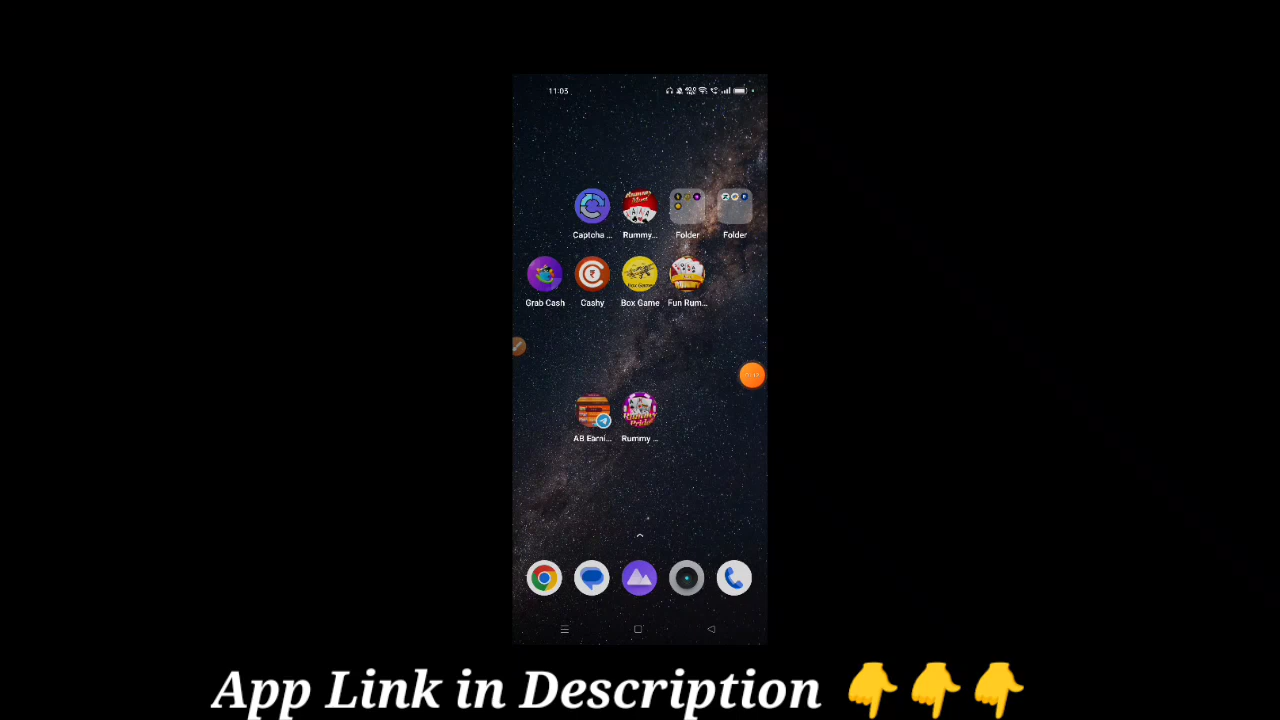 11:05
Captcha ...
Rummy...
Folder
Folder
Grab Cash
Cashy
Box Game
Fun Rum...
AB Earni...
Rummy ...
App Link in Description 👇👇👇